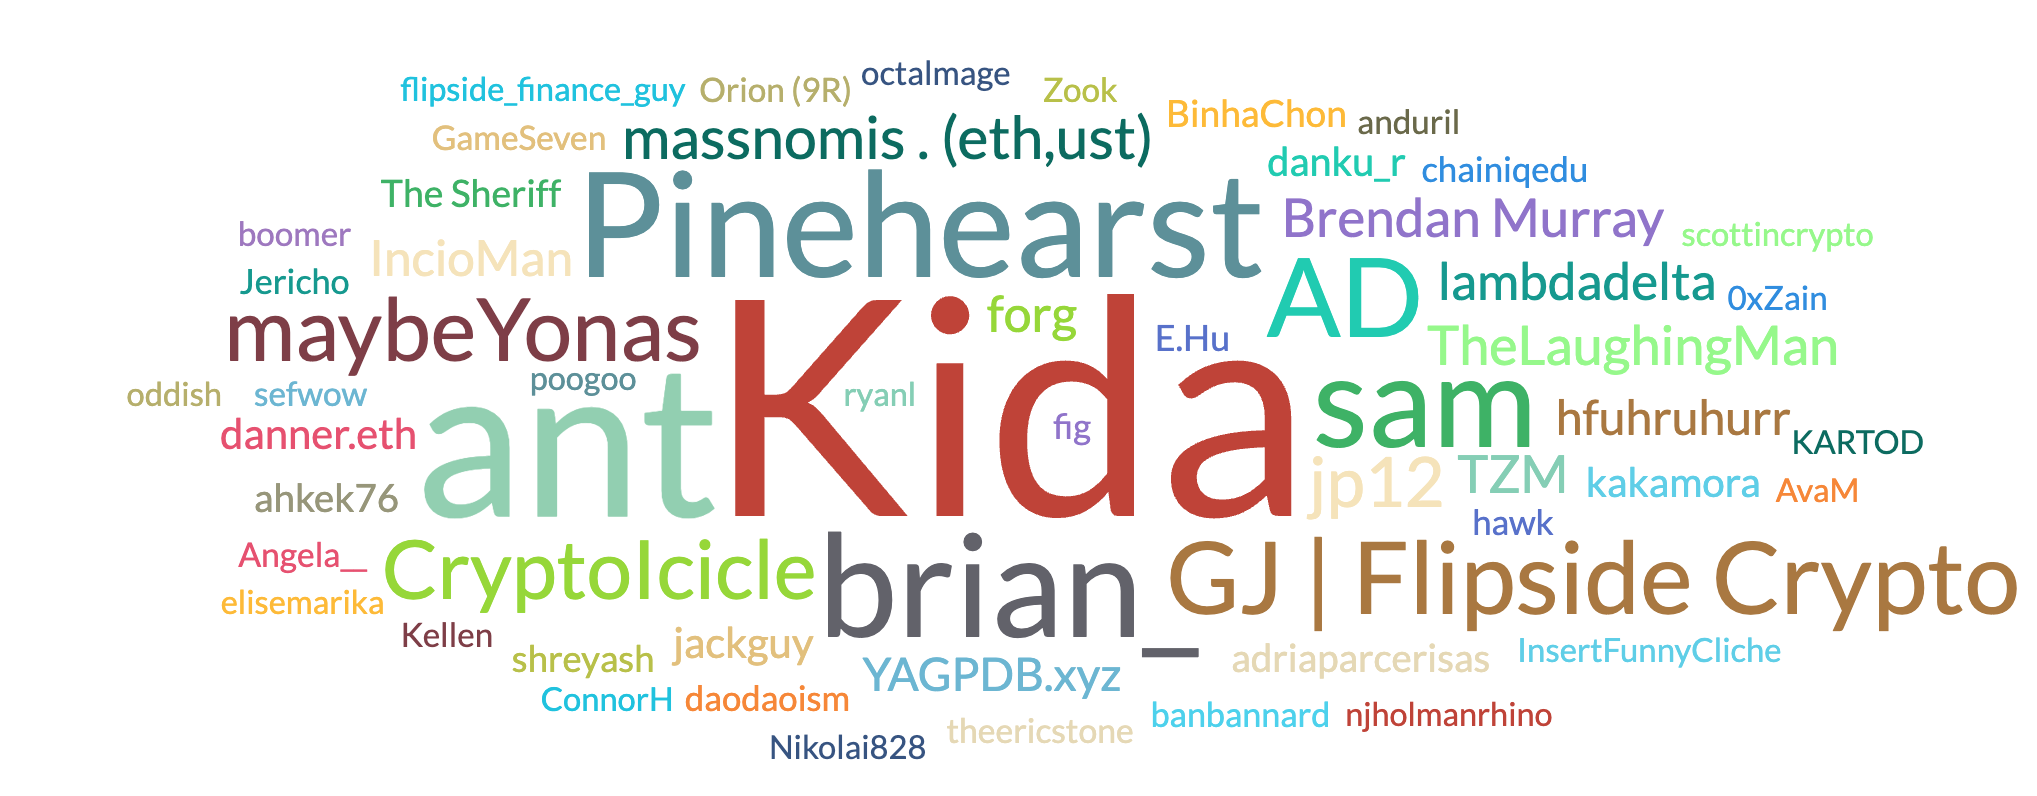 octaImage
flipside_finance_guy
Orion (9R)
Zook
BinhaChon
anduril
GameSeven
massnomis . (eth,ust)
danku_r
chainiqedu
The Sheriff
Pinehearst
Brendan Murray
scottincrypto
boomer
IncioMan
Jericho
AD
lambdadelta
0xZain
maybeYonas
Kida
forg
E.Hu
TheLaughingMan
oddish
sefwow
poogoo
ryanl
sam
hfuhruhurr
danner.eth
ant
fig
KARTOD
ahkek76
jp12
TZM
kakamora
AvaM
hawk
Angela__
CryptoIcicle
brian_
GJ | Flipside Crypto
elisemarika
Kellen
shreyash
jackguy
YAGPDB.xyz
adriaparcerisas
InsertFunnyCliche
ConnorH
daodaoism
banbannard
njholmanrhino
Nikolai828
theericstone